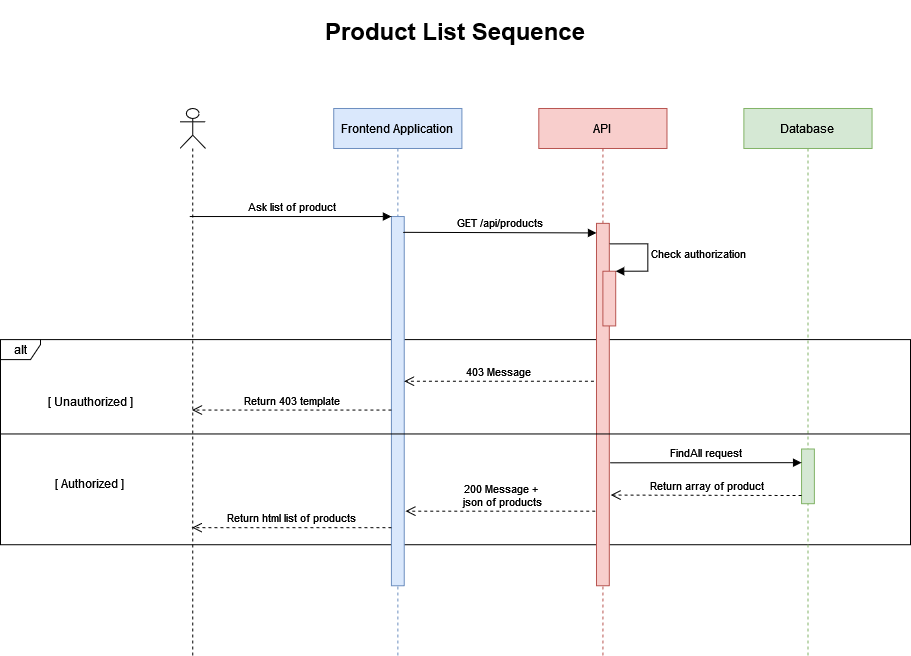 Product List Sequence
Frontend Application
API
Database
Ask list of product
GET /api/products
Check authorization
alt
403 Message
[ Unauthorized ]
Return 403 template
FindAll request
[ Authorized ]
Return array of product
200 Message +
json of products
Return html list of products